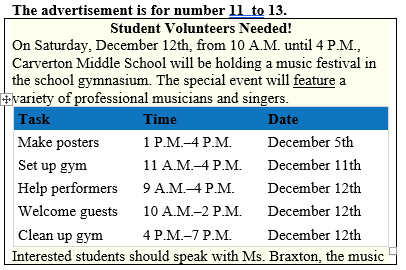 The advertisement is for number 11 to 13.
Student Volunteers Needed!
On Saturday, December 12th, from 10 A.M. until 4 P.M.,
Carverton Middle School will be holding a music festival in
the school gymnasium. The special event will feature a
variety of professional musicians and singers.
Task Time Date
Make posters 1 P.M.–4 P.M. December 5th
Set up gym 11 A.M.–4 P.M. December 11th
Help performers 9 A.M.–4 P.M. December 12th
Welcome guests 10 A.M.–2 P.M. December 12th
Clean up gym 4 P.M.–7 P.M. December 12th
Interested students should speak with Ms. Braxton, the music